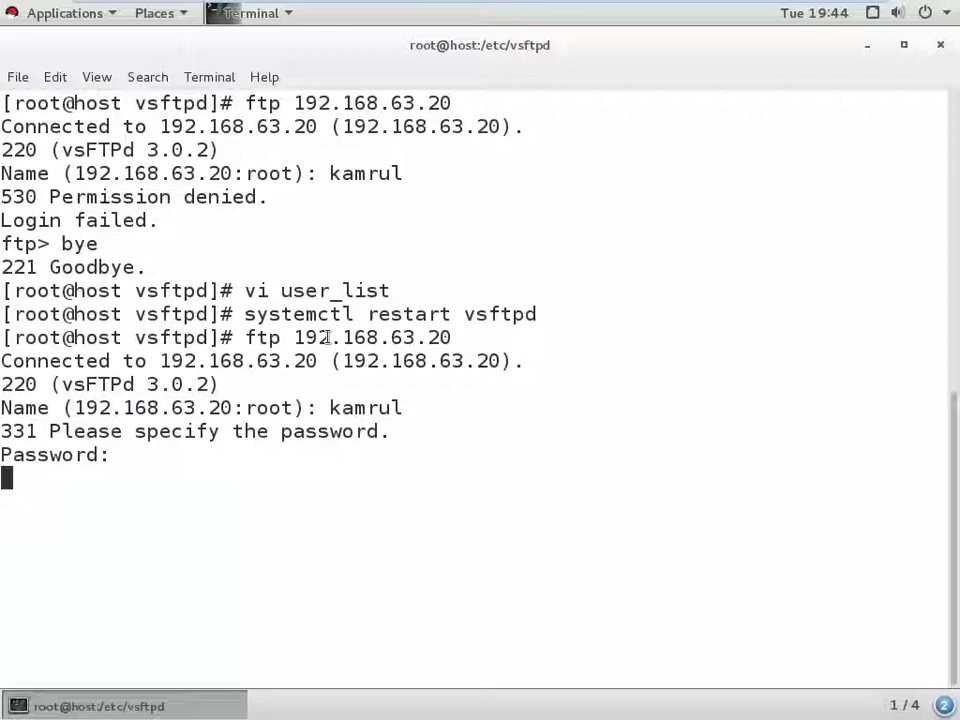 Applications Places Terminal Tue 19:44
root@host:/etc/vsftpd
File Edit View Search Terminal Help
[root@host vsftpd]# ftp 192.168.63.20
Connected to 192.168.63.20 (192.168.63.20).
220 (vsFTPd 3.0.2)
Name (192.168.63.20:root): kamrul
530 Permission denied.
Login failed.
ftp> bye
221 Goodbye.
[root@host vsftpd]# vi user_list
[root@host vsftpd]# systemctl restart vsftpd
[root@host vsftpd]# ftp 192.168.63.20
Connected to 192.168.63.20 (192.168.63.20).
220 (vsFTPd 3.0.2)
Name (192.168.63.20:root): kamrul
331 Please specify the password.
Password:
root@host:/etc/vsftpd 1 / 4 2